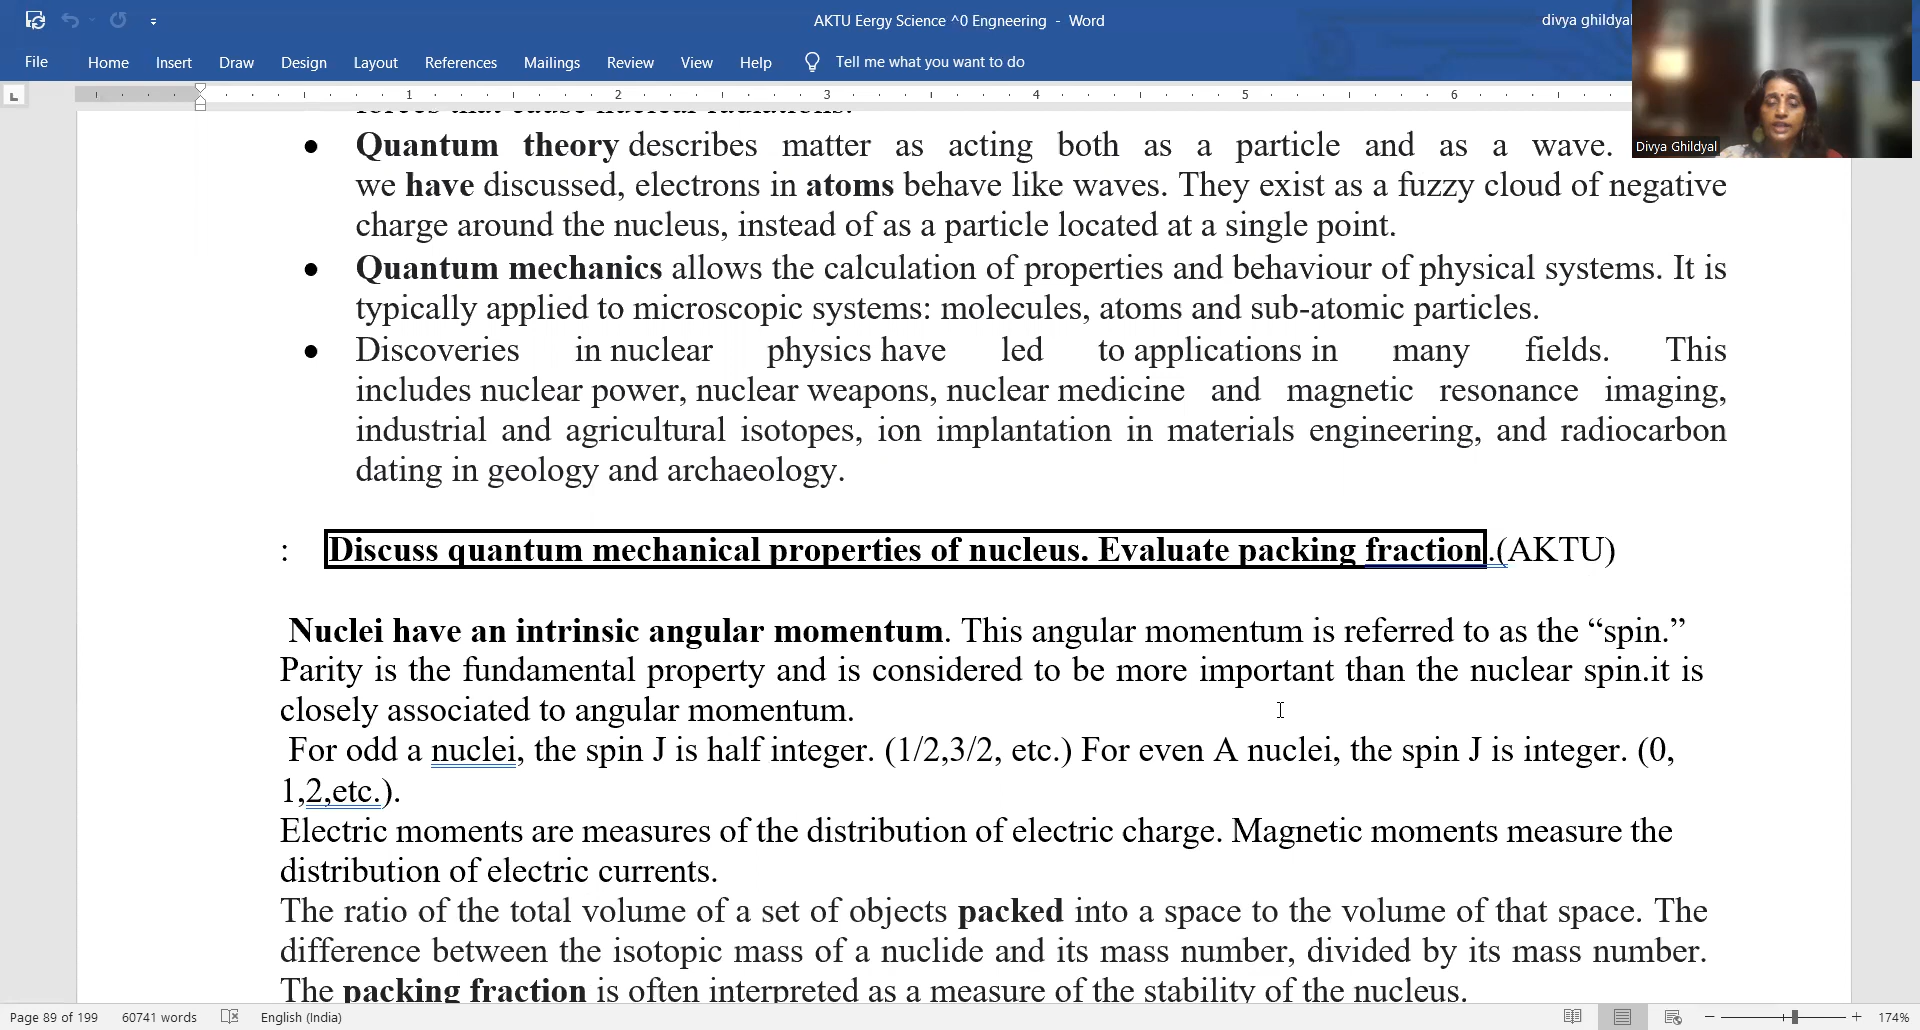 AKTU Eergy Science ^0 Engneering - Word
divya ghildyal
File Home Insert Draw Design Layout References Mailings Review View Help Tell me what you want to do
1 2 3 4 5 6
Divya Ghildyal
forces that cause nuclear radiations.
● Quantum theory describes matter as acting both as a particle and as a wave.
we have discussed, electrons in atoms behave like waves. They exist as a fuzzy cloud of negative
charge around the nucleus, instead of as a particle located at a single point.
● Quantum mechanics allows the calculation of properties and behaviour of physical systems. It is
typically applied to microscopic systems: molecules, atoms and sub-atomic particles.
● Discoveries in nuclear physics have led to applications in many fields. This
includes nuclear power, nuclear weapons, nuclear medicine and magnetic resonance imaging,
industrial and agricultural isotopes, ion implantation in materials engineering, and radiocarbon
dating in geology and archaeology.
: Discuss quantum mechanical properties of nucleus. Evaluate packing fraction.(AKTU)
Nuclei have an intrinsic angular momentum. This angular momentum is referred to as the “spin.”
Parity is the fundamental property and is considered to be more important than the nuclear spin.it is
closely associated to angular momentum.
For odd a nuclei, the spin J is half integer. (1/2,3/2, etc.) For even A nuclei, the spin J is integer. (0,
1,2,etc.).
Electric moments are measures of the distribution of electric charge. Magnetic moments measure the
distribution of electric currents.
The ratio of the total volume of a set of objects packed into a space to the volume of that space. The
difference between the isotopic mass of a nuclide and its mass number, divided by its mass number.
The packing fraction is often interpreted as a measure of the stability of the nucleus.
Page 89 of 199 60741 words English (India) 174%